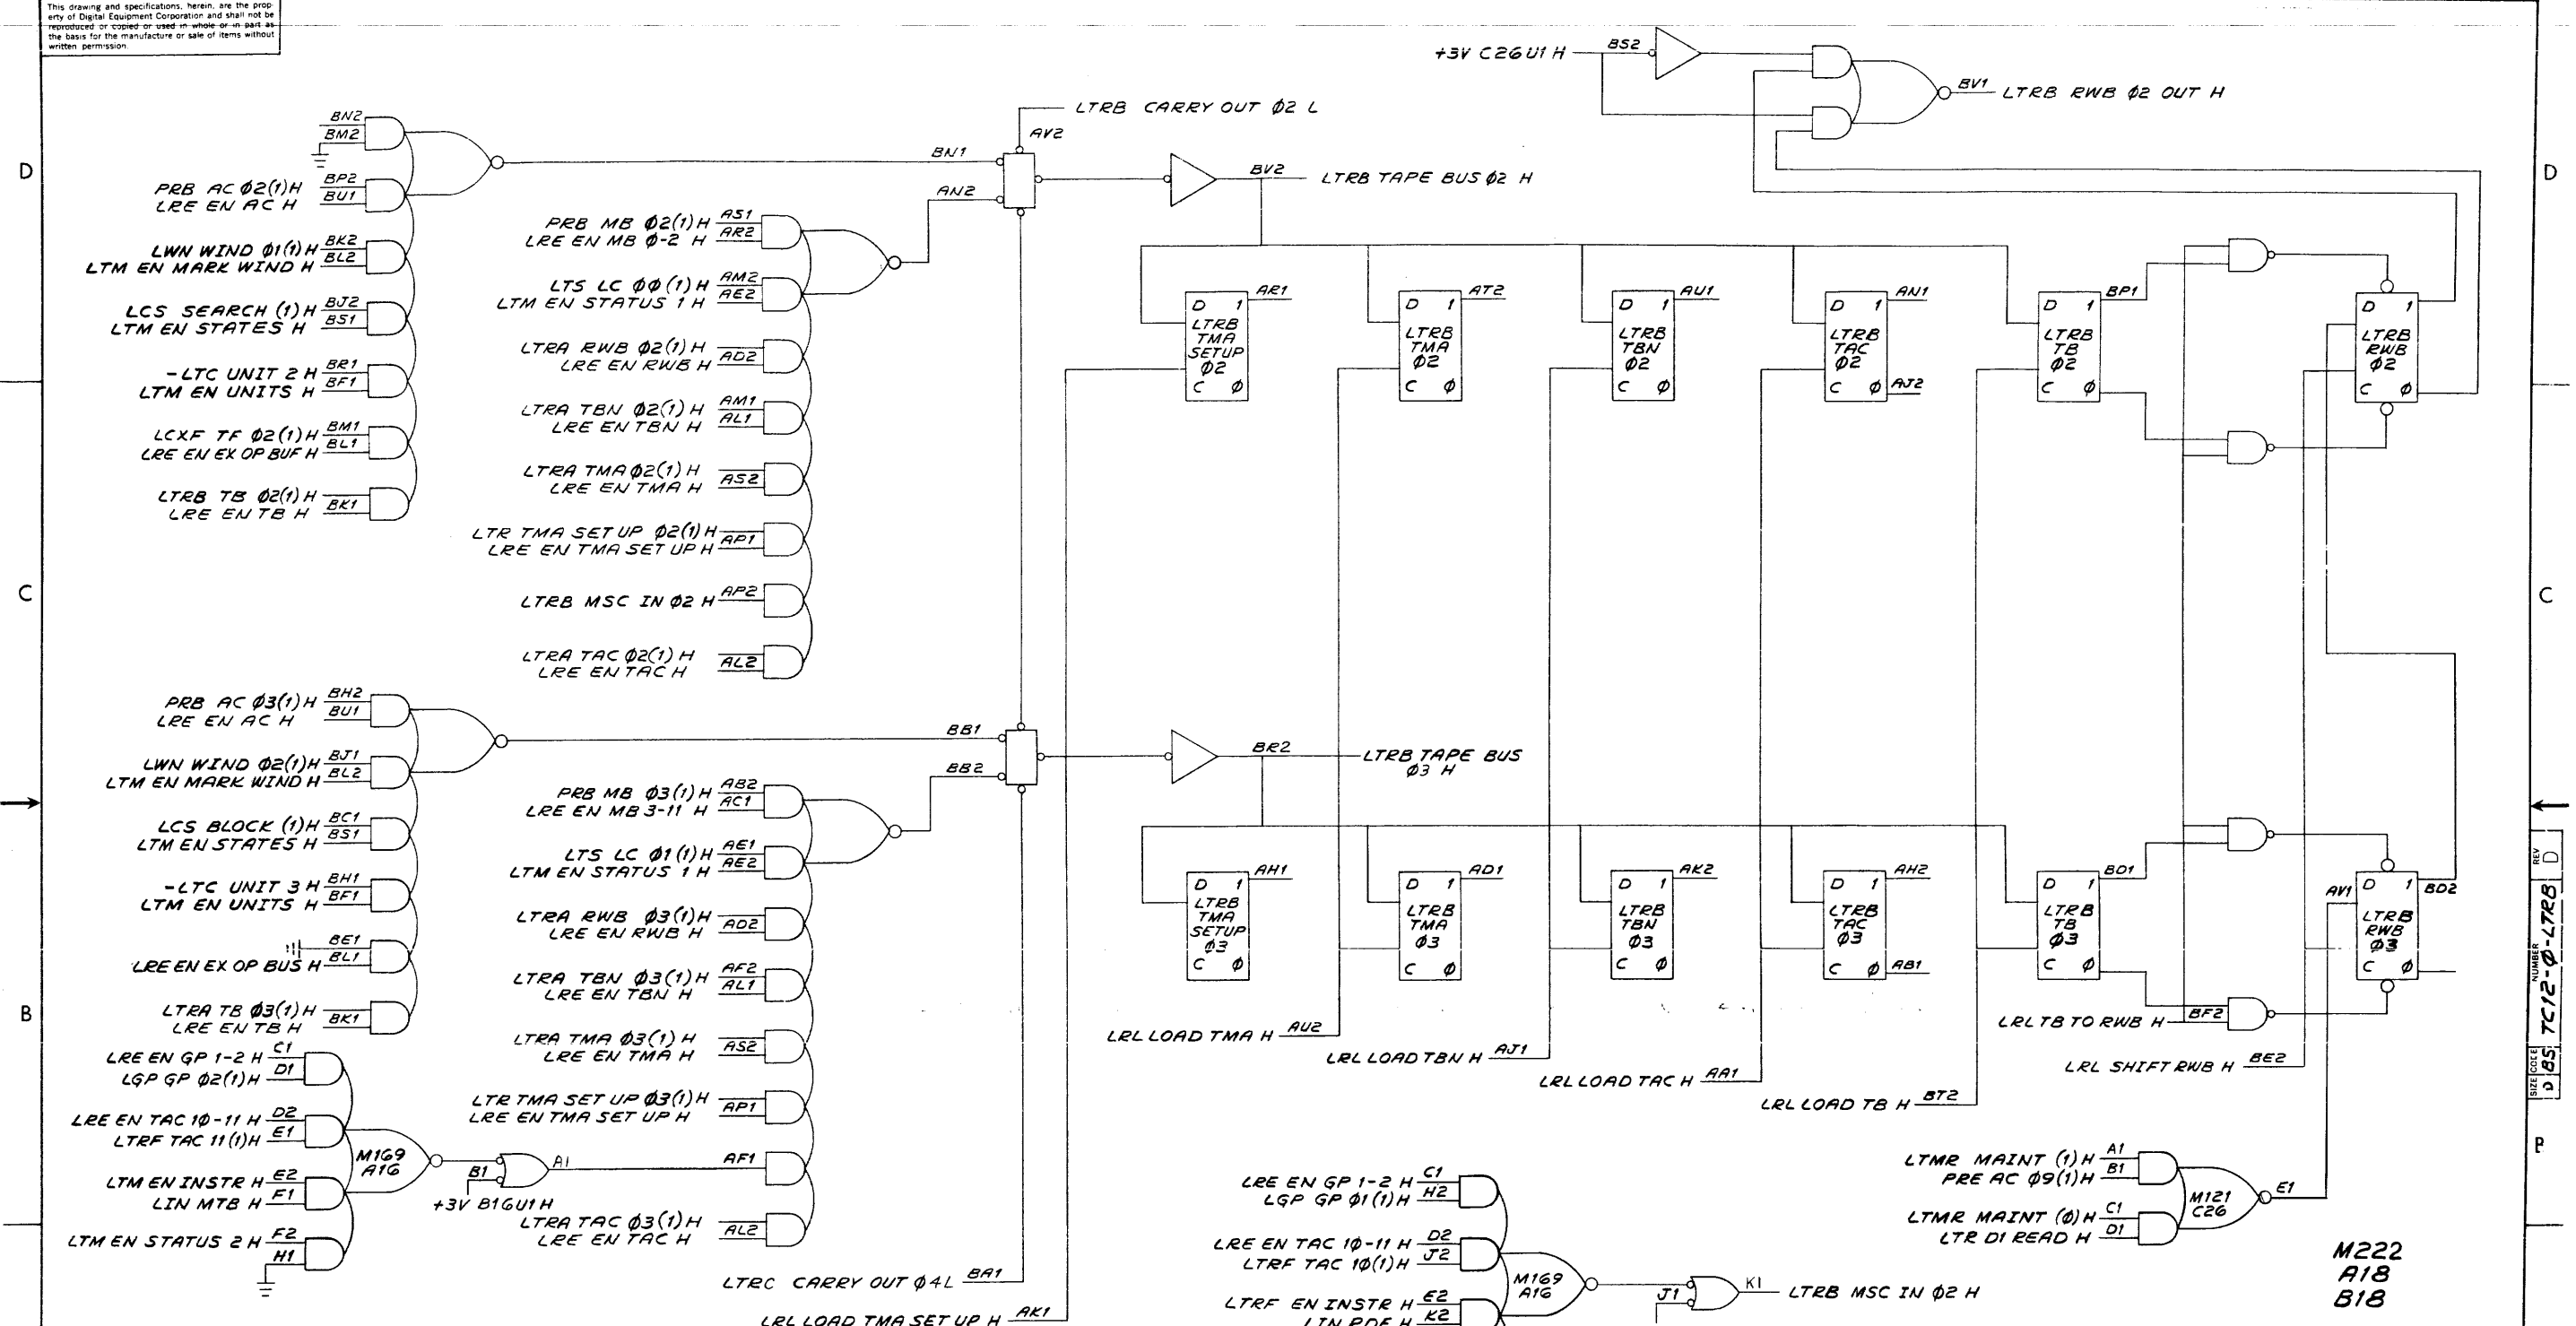 This drawing and specifications, herein, are the prop-
erty of Digital Equipment Corporation and shall not be
reproduced or copied or used in whole or in part as
the basis for the manufacture or sale of items without
written permission.
+3V C26U1 H BS2
BV1 LTRB RWB Ø2 OUT H
LTRB CARRY OUT Ø2 L
AV2
BN2
BM2
BN1
AN2
BV2 LTRB TAPE BUS Ø2 H
D
D
PRB AC Ø2(1)H BP2
LRE EN AC H BU1
LWN WIND Ø1(1)H BK2
LTM EN MARK WIND H BL2
LCS SEARCH (1)H BJ2
LTM EN STATES H BS1
-LTC UNIT 2 H BR1
LTM EN UNITS H BF1
LCXF TF Ø2(1)H BM1
LRE EN EX OP BUF H BL1
LTRB TB Ø2(1)H
LRE EN TB H BK1
PRB MB Ø2(1)H AS1
LRE EN MB Ø-2 H AR2
LTS LC ØØ(1)H AM2
LTM EN STATUS 1 H AE2
LTRA RWB Ø2(1)H
LRE EN RWB H AD2
LTRA TBN Ø2(1)H AM1
LRE EN TBN H AL1
LTRA TMA Ø2(1)H
LRE EN TMA H AS2
LTR TMA SET UP Ø2(1)H
LRE EN TMA SET UP H AP1
LTRB MSC IN Ø2 H AP2
LTRA TAC Ø2(1)H
LRE EN TAC H AL2
D 1 AR1
LTRB
TMA
SETUP
Ø2
C Ø
D 1 AT2
LTRB
TMA
Ø2
C Ø
D 1 AU1
LTRB
TBN
Ø2
C Ø
D 1 AN1
LTRB
TAC
Ø2
C Ø AJ2
D 1 BP1
LTRB
TB
Ø2
C Ø
D 1
LTRB
RWB
Ø2
C Ø
C
C
PRB AC Ø3(1)H BH2
LRE EN AC H BU1
LWN WIND Ø2(1)H BJ1
LTM EN MARK WIND H BL2
LCS BLOCK (1)H BC1
LTM EN STATES H BS1
-LTC UNIT 3 H BH1
LTM EN UNITS H BF1
BE1
LRE EN EX OP BUS H BL1
LTRA TB Ø3(1)H
LRE EN TB H BK1
BB1
BB2
BR2 LTRB TAPE BUS
Ø3 H
PRB MB Ø3(1)H AB2
LRE EN MB 3-11 H AC1
LTS LC Ø1(1)H AE1
LTM EN STATUS 1 H AE2
LTRA RWB Ø3(1)H
LRE EN RWB H AD2
LTRA TBN Ø3(1)H AF2
LRE EN TBN H AL1
LTRA TMA Ø3(1)H
LRE EN TMA H AS2
LTR TMA SET UP Ø3(1)H
LRE EN TMA SET UP H AP1
AF1
LTRA TAC Ø3(1)H
LRE EN TAC H AL2
D 1 AH1
LTRB
TMA
SETUP
Ø3
C Ø
D 1 AD1
LTRB
TMA
Ø3
C Ø
D 1 AK2
LTRB
TBN
Ø3
C Ø
D 1 AH2
LTRB
TAC
Ø3
C Ø AB1
D 1 BD1
LTRB
TB
Ø3
C Ø
AV1 D 1 BD2
LTRB
RWB
Ø3
C Ø
B
B
LRE EN GP 1-2 H C1
LGP GP Ø2(1)H D1
LRE EN TAC 1Ø-11 H D2
LTRF TAC 11(1)H E1
LTM EN INSTR H E2
LIN MTB H F1
LTM EN STATUS 2 H F2
H1
M169
A16
B1 A1
+3V B16U1 H
LRL LOAD TMA H AU2
LRL LOAD TBN H AJ1
LRL LOAD TAC H AA1
LRL LOAD TB H BT2
LRL TB TO RWB H BF2
LRL SHIFT RWB H BE2
LTRC CARRY OUT Ø4 L BA1
LRL LOAD TMA SET UP H AK1
LRE EN GP 1-2 H C1
LGP GP Ø1(1)H H2
LRE EN TAC 1Ø-11 H D2
LTRF TAC 1Ø(1)H J2
LTRF EN INSTR H E2
LIN PDF H K2
M169
A16
J1 K1 LTRB MSC IN Ø2 H
LTMR MAINT (1)H A1
PRE AC Ø9(1)H B1
LTMR MAINT (Ø)H C1
LTR D1 READ H D1
M121
C26
E1
M222
A18
B18
SIZE CODE NUMBER REV
D BS TC12-Ø-LTRB D